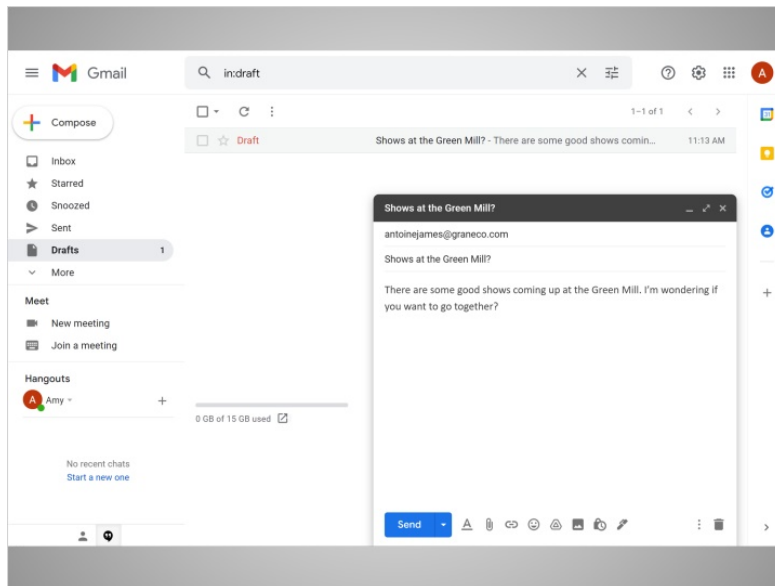 Gmail
in:draft
A
Compose
1–1 of 1
31
Draft
Shows at the Green Mill? - There are some good shows comin...
11:13 AM
Inbox
Starred
Snoozed
Sent
Drafts 1
More
Meet
New meeting
Join a meeting
Hangouts
A Amy
No recent chats
Start a new one
0 GB of 15 GB used
Shows at the Green Mill?
antoinejames@graneco.com
Shows at the Green Mill?
There are some good shows coming up at the Green Mill. I'm wondering if
you want to go together?
Send
A